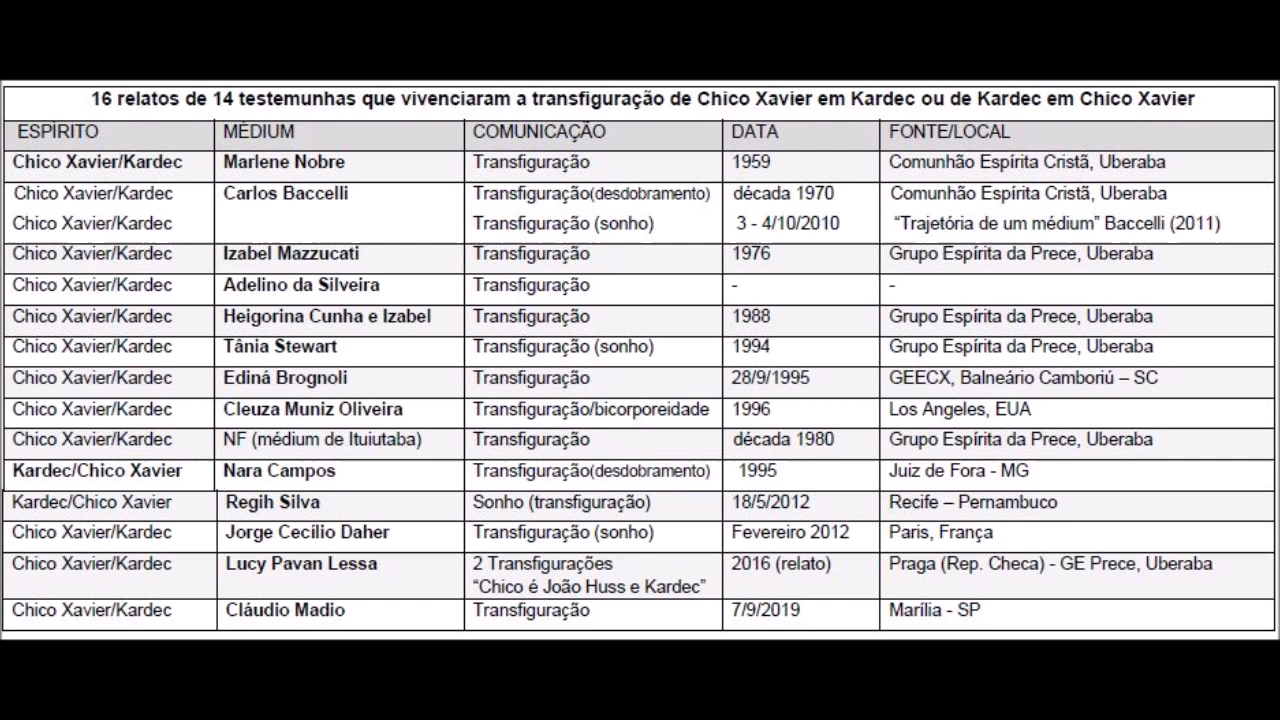 16 relatos de 14 testemunhas que vivenciaram a transfiguração de Chico Xavier em Kardec ou de Kardec em Chico Xavier
ESPÍRITO MÉDIUM COMUNICAÇÃO DATA FONTE/LOCAL
Chico Xavier/Kardec Marlene Nobre Transfiguração 1959 Comunhão Espírita Cristã, Uberaba
Chico Xavier/Kardec Carlos Baccelli Transfiguração(desdobramento) década 1970 Comunhão Espírita Cristã, Uberaba
Chico Xavier/Kardec Transfiguração (sonho) 3 - 4/10/2010 “Trajetória de um médium” Baccelli (2011)
Chico Xavier/Kardec Izabel Mazzucati Transfiguração 1976 Grupo Espírita da Prece, Uberaba
Chico Xavier/Kardec Adelino da Silveira Transfiguração - -
Chico Xavier/Kardec Heigorina Cunha e Izabel Transfiguração 1988 Grupo Espírita da Prece, Uberaba
Chico Xavier/Kardec Tânia Stewart Transfiguração (sonho) 1994 Grupo Espírita da Prece, Uberaba
Chico Xavier/Kardec Ediná Brognoli Transfiguração 28/9/1995 GEECX, Balneário Camboriú – SC
Chico Xavier/Kardec Cleuza Muniz Oliveira Transfiguração/bicorporeidade 1996 Los Angeles, EUA
Chico Xavier/Kardec NF (médium de Ituiutaba) Transfiguração década 1980 Grupo Espírita da Prece, Uberaba
Kardec/Chico Xavier Nara Campos Transfiguração(desdobramento) 1995 Juiz de Fora - MG
Kardec/Chico Xavier Regih Silva Sonho (transfiguração) 18/5/2012 Recife – Pernambuco
Chico Xavier/Kardec Jorge Cecílio Daher Transfiguração (sonho) Fevereiro 2012 Paris, França
Chico Xavier/Kardec Lucy Pavan Lessa 2 Transfigurações 2016 (relato) Praga (Rep. Checa) - GE Prece, Uberaba
“Chico é João Huss e Kardec”
Chico Xavier/Kardec Cláudio Madio Transfiguração 7/9/2019 Marília - SP